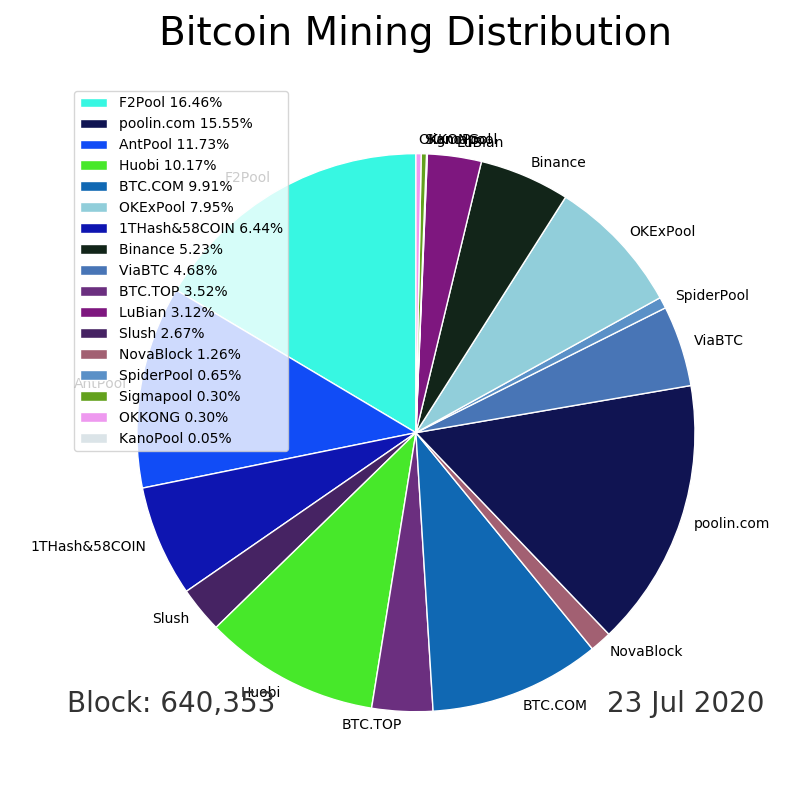 Bitcoin Mining Distribution
F2Pool 16.46%
poolin.com 15.55%
AntPool 11.73%
Huobi 10.17%
BTC.COM 9.91%
OKExPool 7.95%
1THash&58COIN 6.44%
Binance 5.23%
ViaBTC 4.68%
BTC.TOP 3.52%
LuBian 3.12%
Slush 2.67%
NovaBlock 1.26%
SpiderPool 0.65%
Sigmapool 0.30%
OKKONG 0.30%
KanoPool 0.05%
F2Pool
AntPool
1THash&58COIN
Slush
Huobi
BTC.TOP
BTC.COM
NovaBlock
poolin.com
ViaBTC
SpiderPool
OKExPool
Binance
LuBian
Block: 640,353
23 Jul 2020